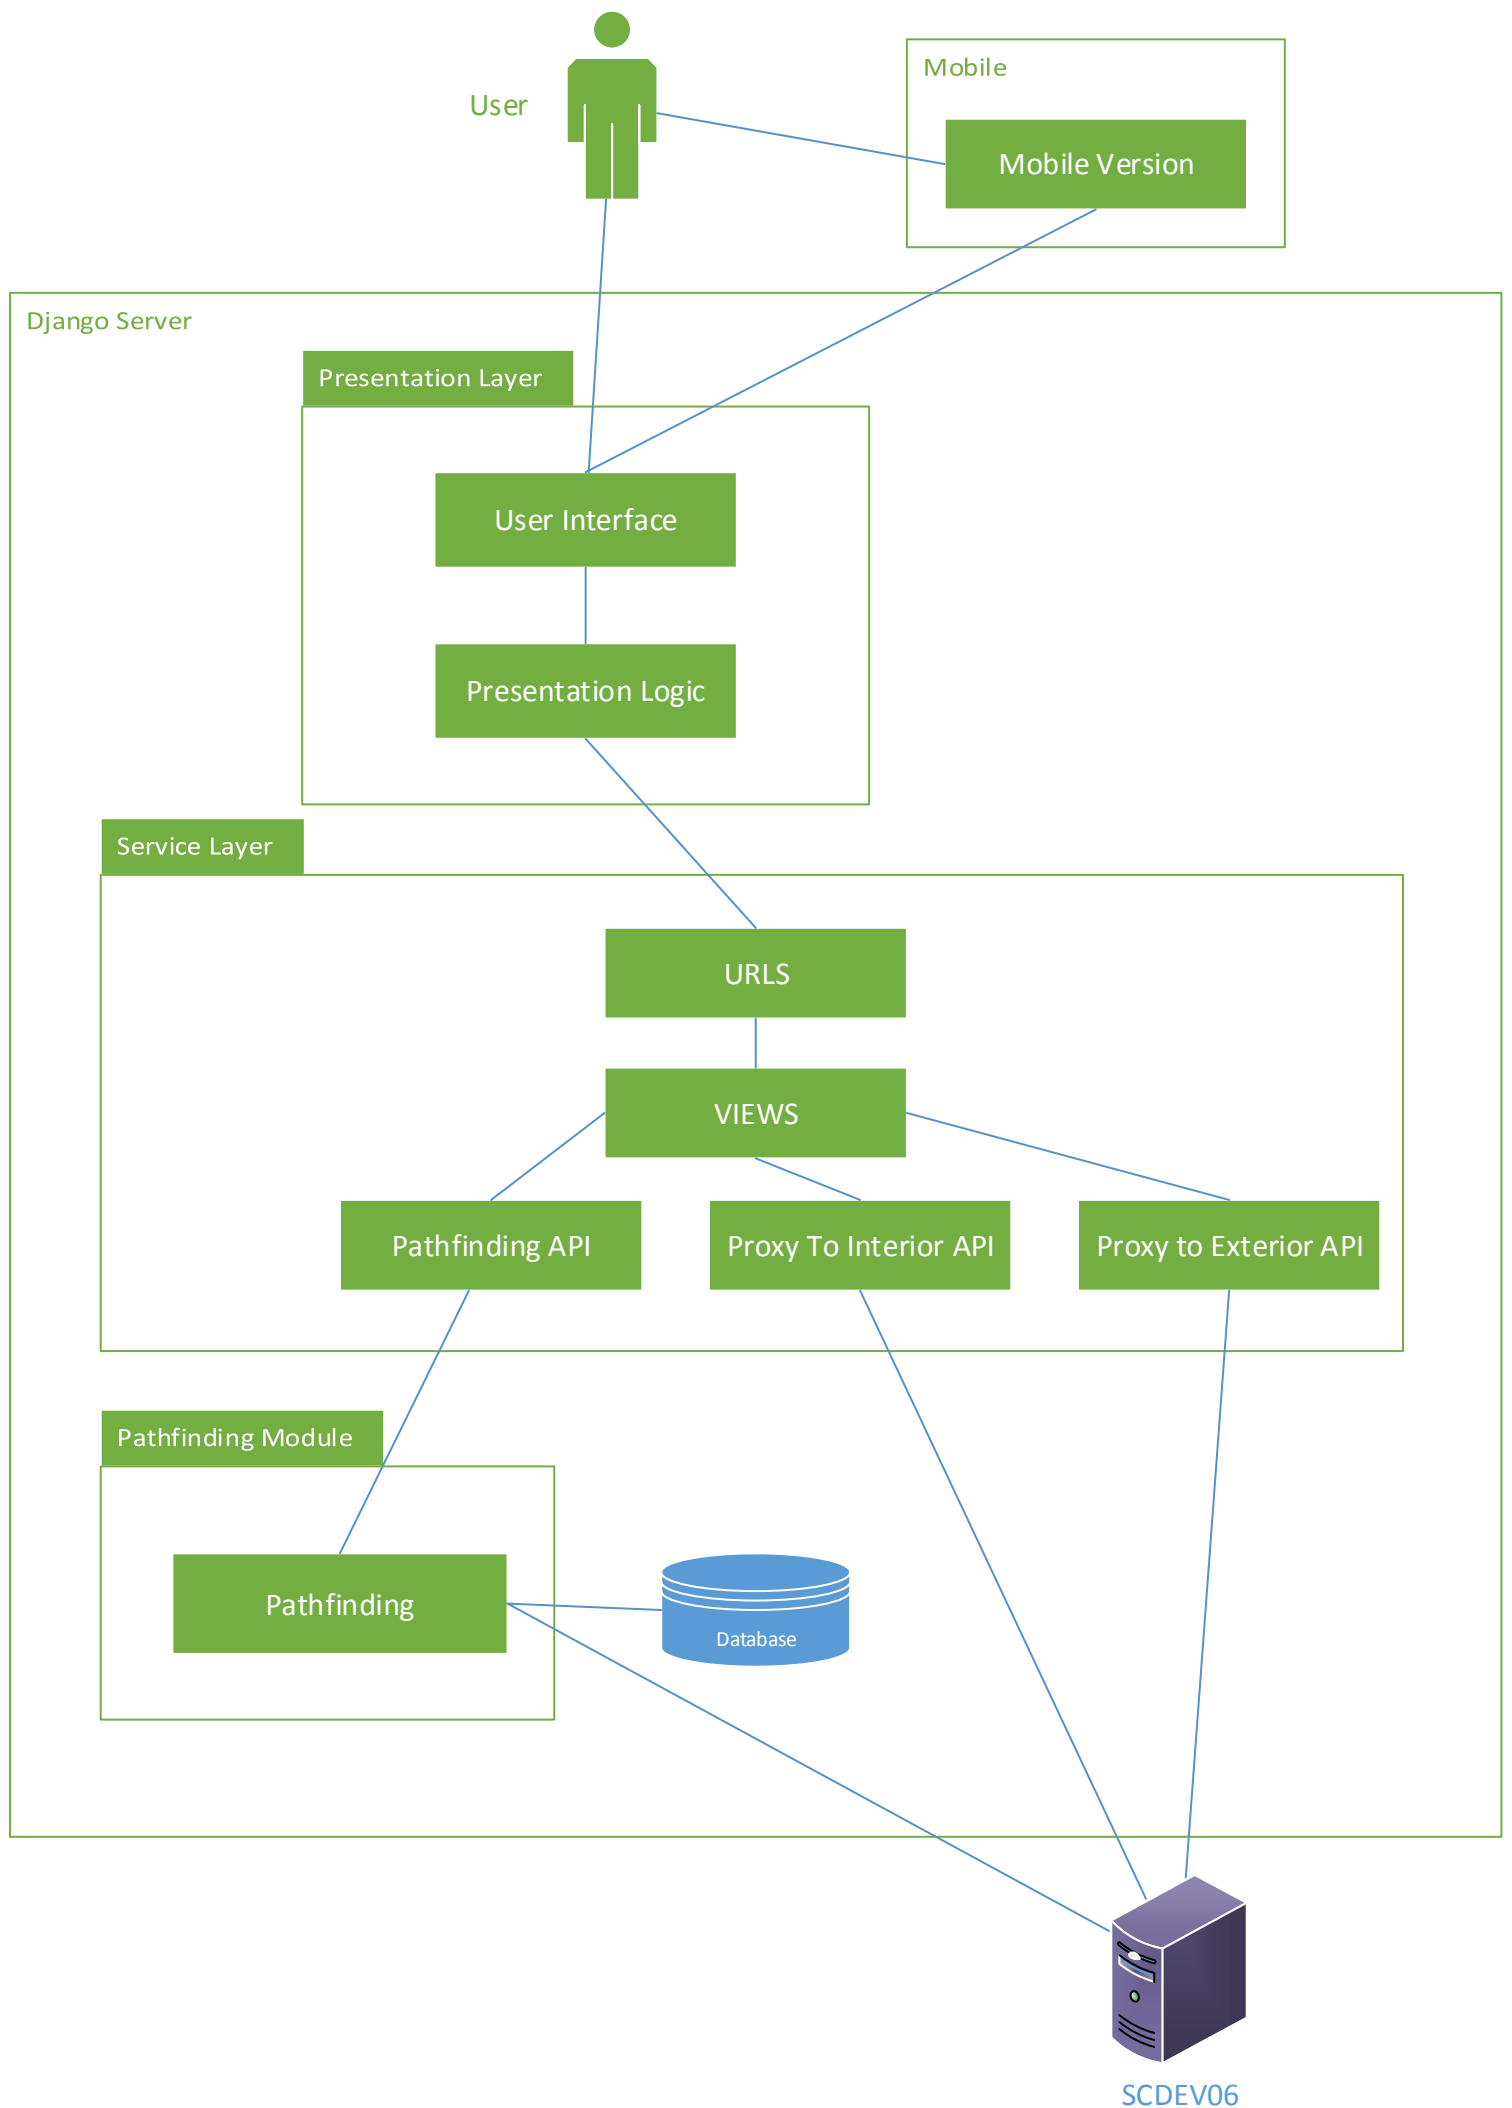 User
Mobile
Mobile Version
Django Server
Presentation Layer
User Interface
Presentation Logic
Service Layer
URLS
VIEWS
Pathfinding API
Proxy To Interior API
Proxy to Exterior API
Pathfinding Module
Pathfinding
Database
SCDEV06